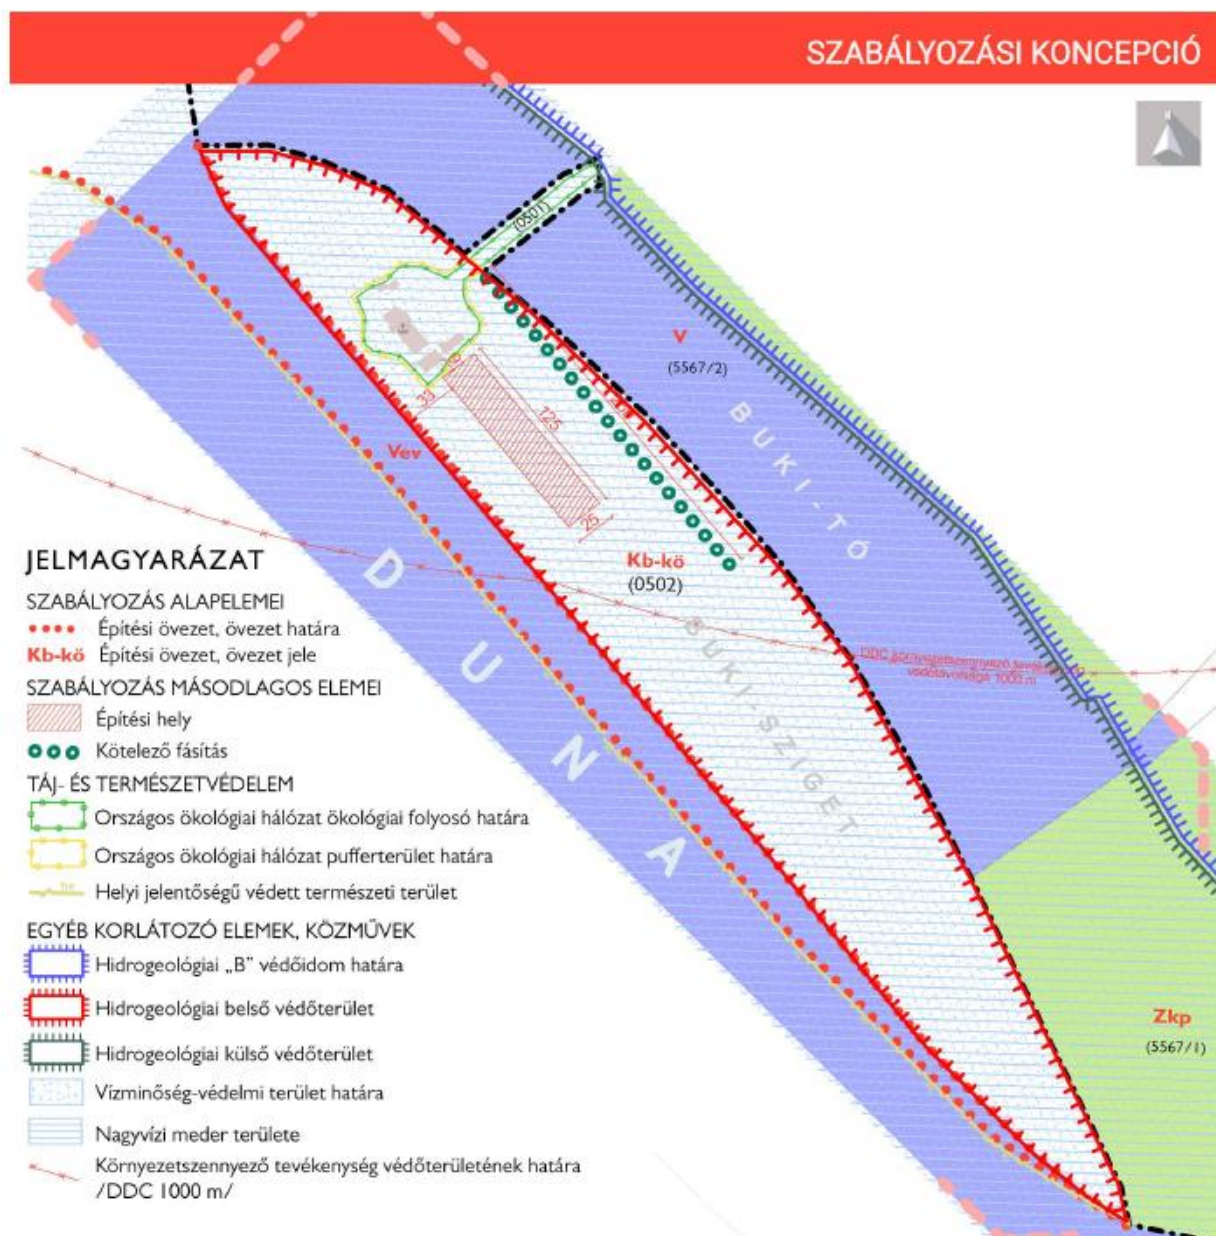 SZABÁLYOZÁSI KONCEPCIÓ
(0501)
V
(5567/2)
BUKI-TÓ
33
125
25
Vev
Kb-kö
(0502)
DUNA
BUKI-SZIGET
védőtávolsága 1000 m
Zkp
(5567/1)
JELMAGYARÁZAT
SZABÁLYOZÁS ALAPELEMEI
Építési övezet, övezet határa
Kb-kö Építési övezet, övezet jele
SZABÁLYOZÁS MÁSODLAGOS ELEMEI
Építési hely
Kötelező fásítás
TÁJ- ÉS TERMÉSZETVÉDELEM
Országos ökológiai hálózat ökológiai folyosó határa
Országos ökológiai hálózat pufferterület határa
Helyi jelentőségű védett természeti terület
EGYÉB KORLÁTOZÓ ELEMEK, KÖZMŰVEK
Hidrogeológiai „B” védőidom határa
Hidrogeológiai belső védőterület
Hidrogeológiai külső védőterület
Vízminőség-védelmi terület határa
Nagyvízi meder területe
Környezetszennyező tevékenység védőterületének határa
/DDC 1000 m/